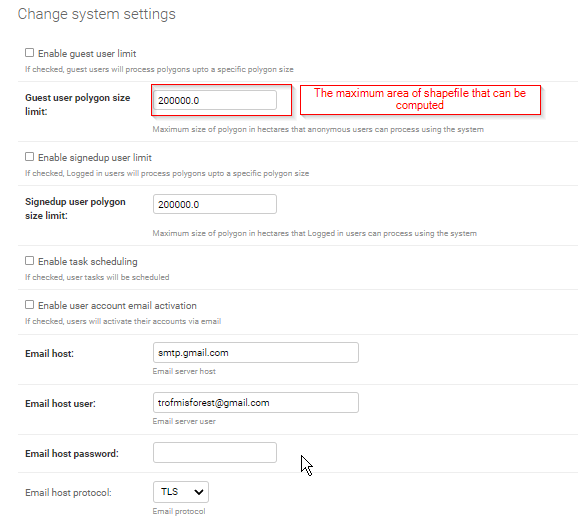 Change system settings
Enable guest user limit
If checked, guest users will process polygons upto a specific polygon size
Guest user polygon size
limit:
200000.0
The maximum area of shapefile that can be
computed
Maximum size of polygon in hectares that anonymous users can process using the system
Enable signedup user limit
If checked, Logged in users will process polygons upto a specific polygon size
Signedup user polygon
size limit:
200000.0
Maximum size of polygon in hectares that Logged in users can process using the system
Enable task scheduling
If checked, user tasks will be scheduled
Enable user account email activation
If checked, users will activate their accounts via email
Email host:
smtp.gmail.com
Email server host
Email host user:
trofmisforest@gmail.com
Email server user
Email host password:
Email host protocol:
TLS
Email protocol